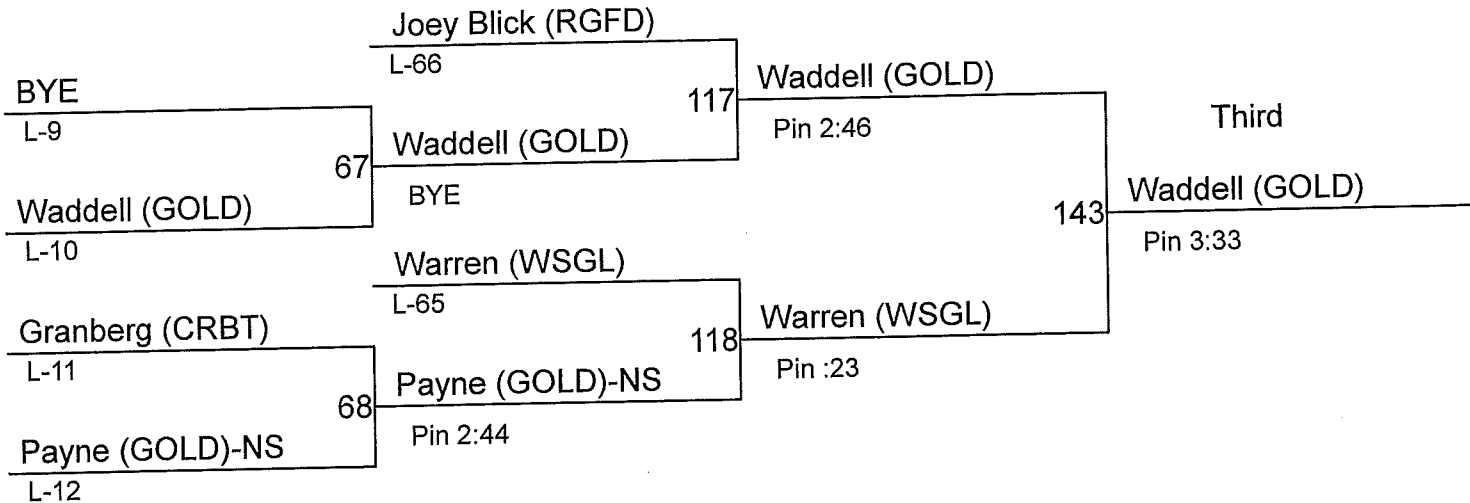 Joey Blick (RGFD)
L-66
BYE
L-9
117
Waddell (GOLD)
Pin 2:46
Third
67
Waddell (GOLD)
BYE
Waddell (GOLD)
L-10
143
Waddell (GOLD)
Pin 3:33
Warren (WSGL)
L-65
Granberg (CRBT)
L-11
118
Warren (WSGL)
Pin :23
68
Payne (GOLD)-NS
Pin 2:44
Payne (GOLD)-NS
L-12